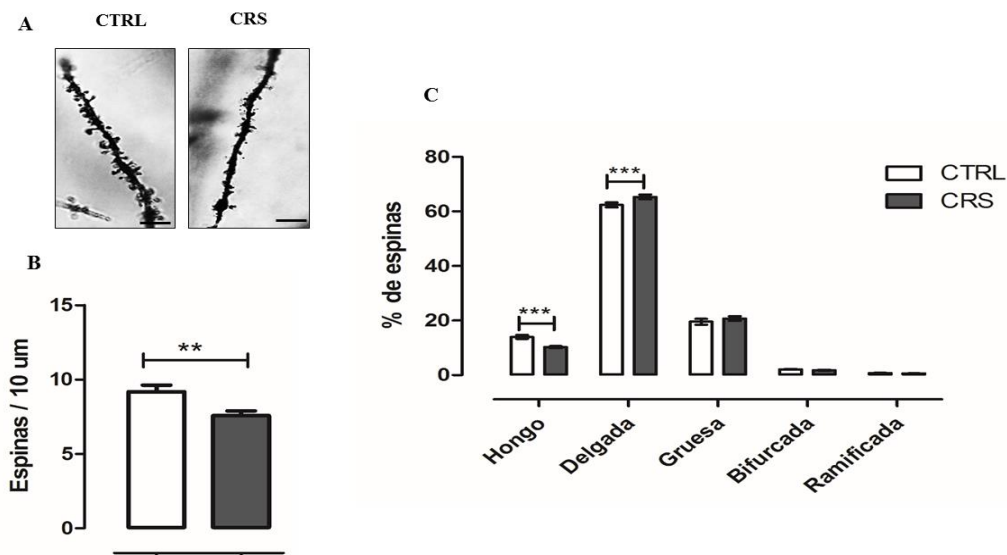 A
CTRL
CRS
B
15
10
5
0
Espinas / 10 um
**
C
80
60
40
20
0
% de espinas
***
***
CTRL
CRS
Hongo
Delgada
Gruesa
Bifurcada
Ramificada